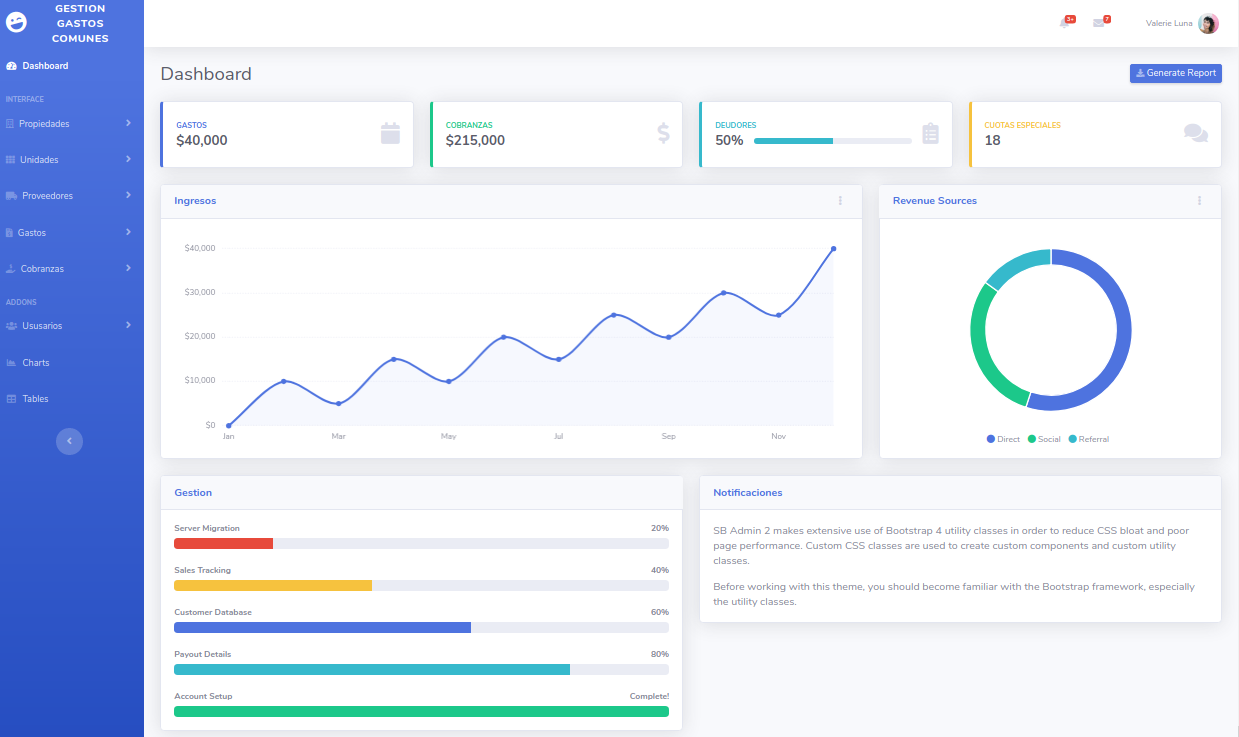 GESTION
GASTOS
COMUNES
Dashboard
INTERFACE
Propiedades
Unidades
Proveedores
Gastos
Cobranzas
ADDONS
Ususarios
Charts
Tables
3+
7
Valerie Luna
Dashboard
Generate Report
GASTOS
$40,000
COBRANZAS
$215,000
DEUDORES
50%
CUOTAS ESPECIALES
18
Ingresos
$40,000
$30,000
$20,000
$10,000
$0
Jan Mar May Jul Sep Nov
Revenue Sources
Direct Social Referral
Gestion
Server Migration 20%
Sales Tracking 40%
Customer Database 60%
Payout Details 80%
Account Setup Complete!
Notificaciones
SB Admin 2 makes extensive use of Bootstrap 4 utility classes in order to reduce CSS bloat and poor
page performance. Custom CSS classes are used to create custom components and custom utility
classes.
Before working with this theme, you should become familiar with the Bootstrap framework, especially
the utility classes.